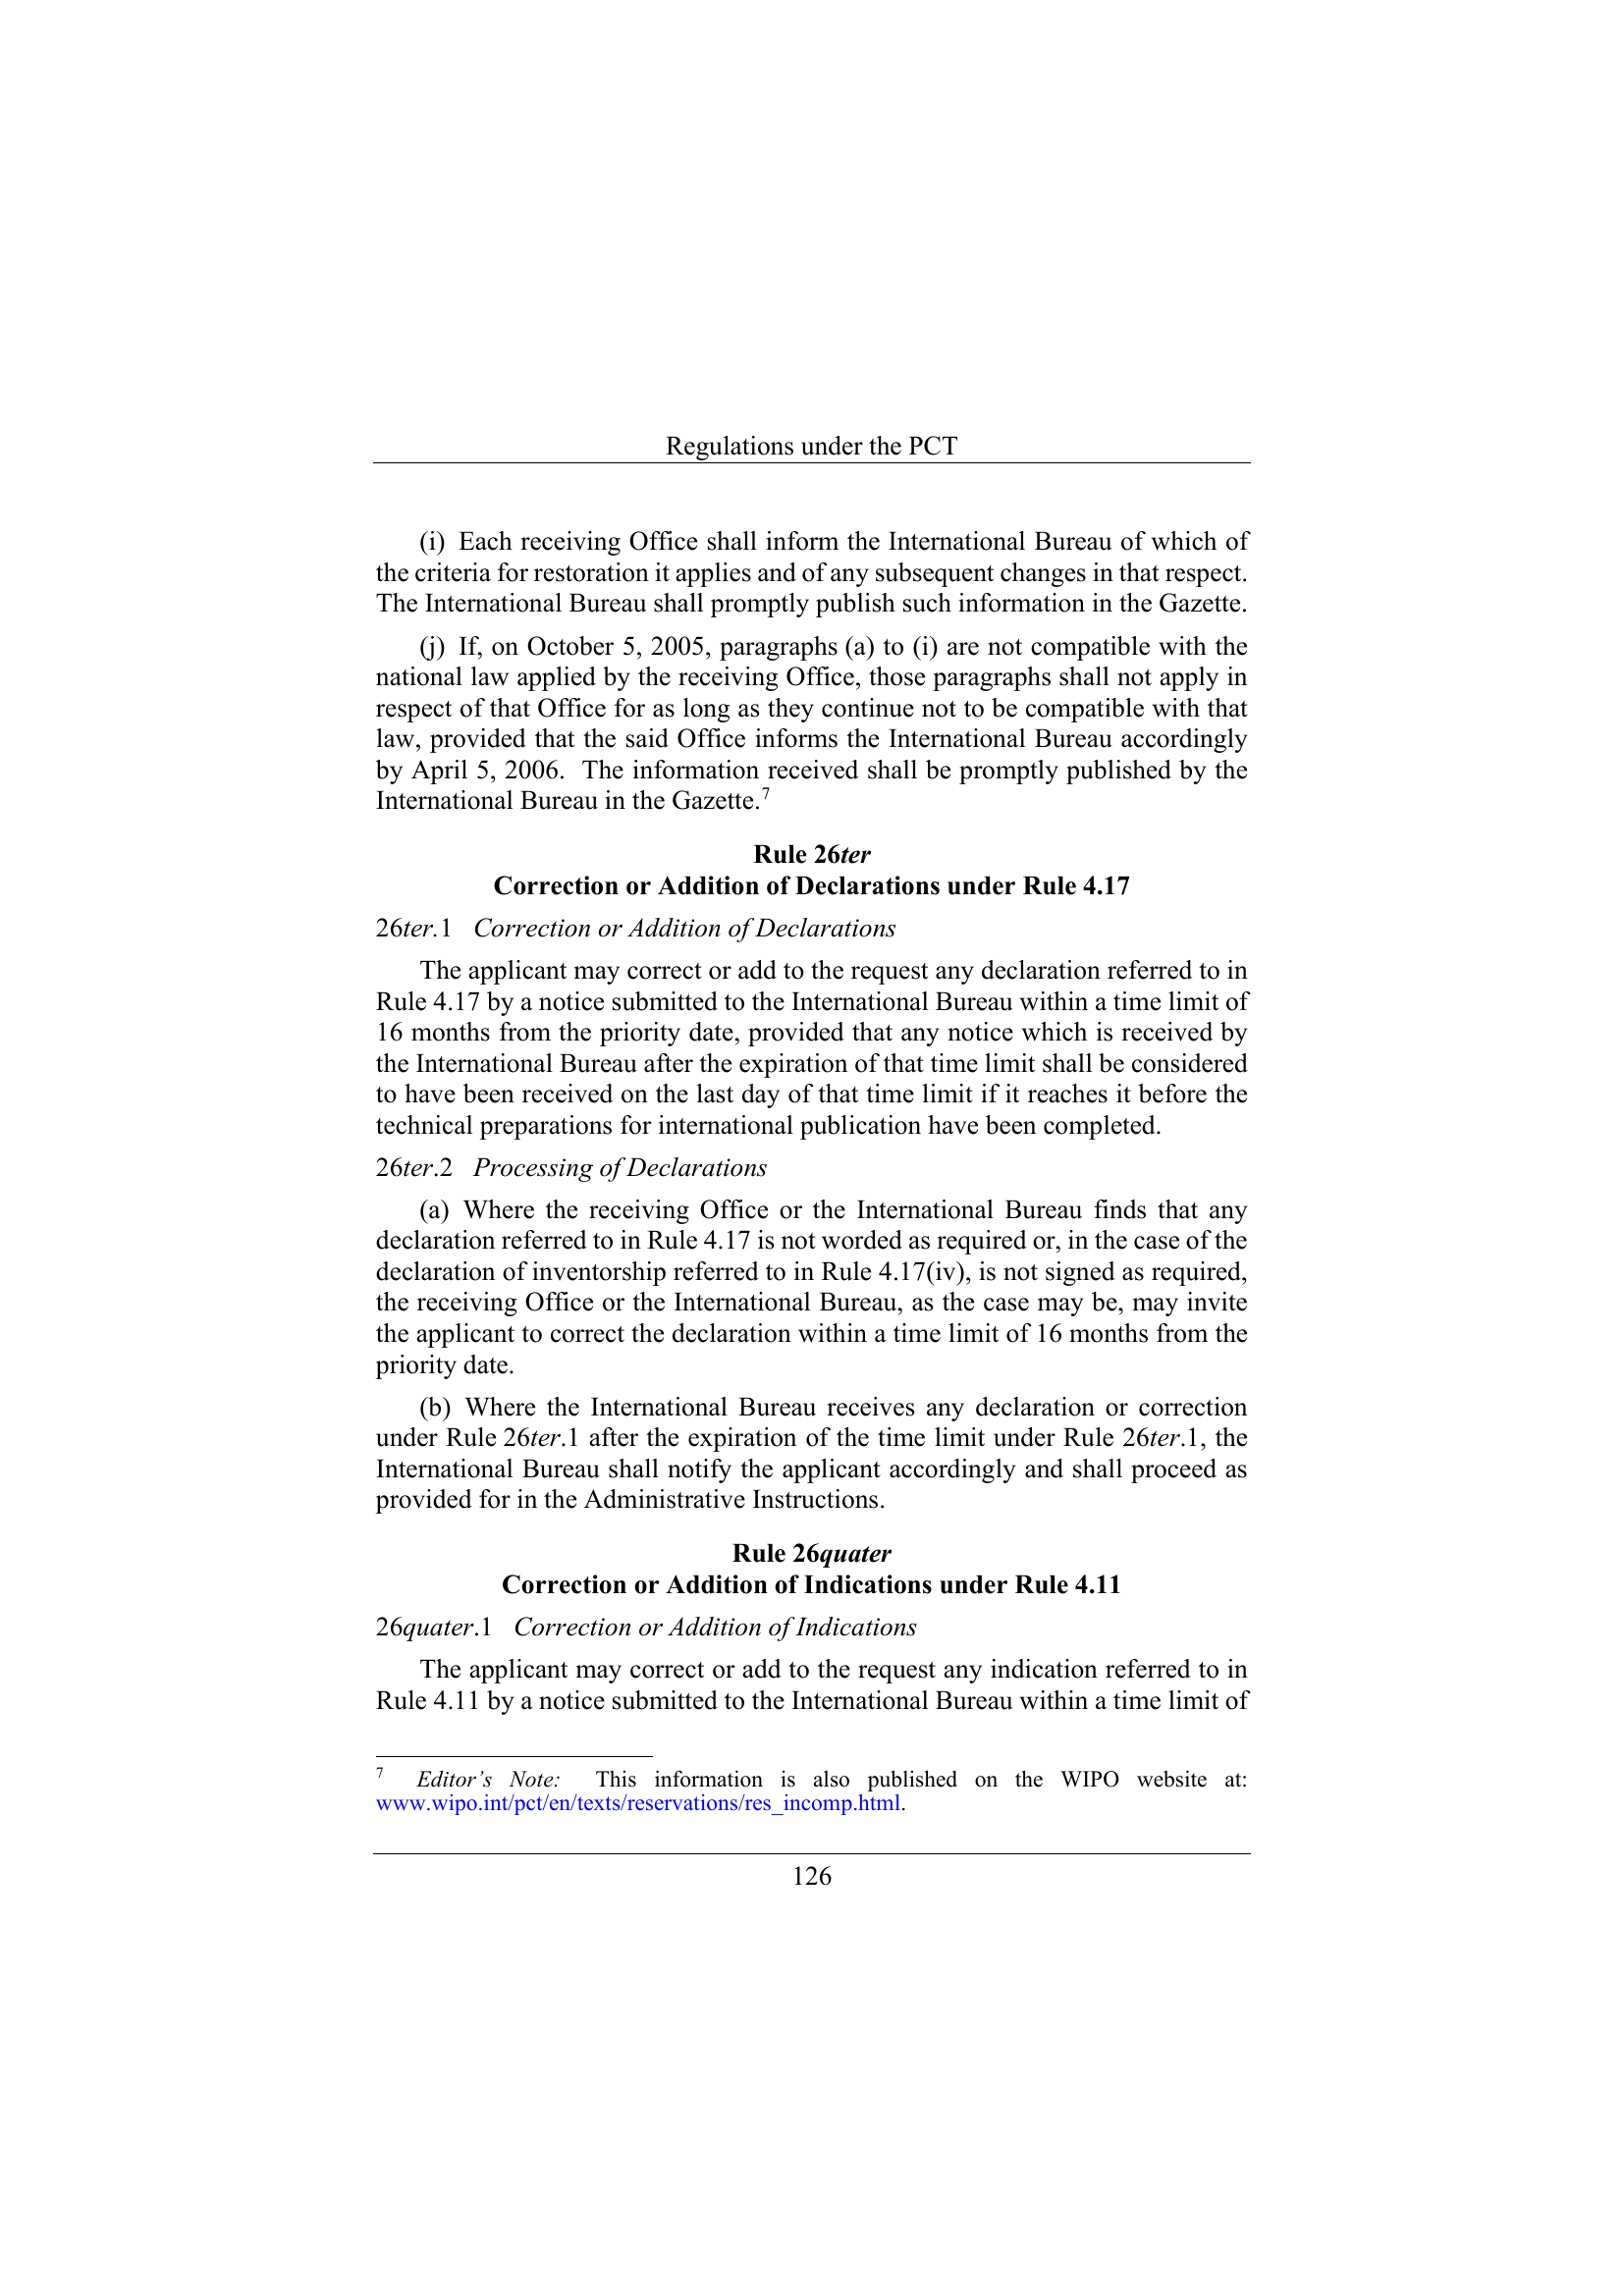 Regulations under the PCT
(i) Each receiving Office shall inform the International Bureau of which of
the criteria for restoration it applies and of any subsequent changes in that respect.
The International Bureau shall promptly publish such information in the Gazette.
(j) If, on October 5, 2005, paragraphs (a) to (i) are not compatible with the
national law applied by the receiving Office, those paragraphs shall not apply in
respect of that Office for as long as they continue not to be compatible with that
law, provided that the said Office informs the International Bureau accordingly
by April 5, 2006. The information received shall be promptly published by the
International Bureau in the Gazette.7
Rule 26ter
Correction or Addition of Declarations under Rule 4.17
26ter.1 Correction or Addition of Declarations
The applicant may correct or add to the request any declaration referred to in
Rule 4.17 by a notice submitted to the International Bureau within a time limit of
16 months from the priority date, provided that any notice which is received by
the International Bureau after the expiration of that time limit shall be considered
to have been received on the last day of that time limit if it reaches it before the
technical preparations for international publication have been completed.
26ter.2 Processing of Declarations
(a) Where the receiving Office or the International Bureau finds that any
declaration referred to in Rule 4.17 is not worded as required or, in the case of the
declaration of inventorship referred to in Rule 4.17(iv), is not signed as required,
the receiving Office or the International Bureau, as the case may be, may invite
the applicant to correct the declaration within a time limit of 16 months from the
priority date.
(b) Where the International Bureau receives any declaration or correction
under Rule 26ter.1 after the expiration of the time limit under Rule 26ter.1, the
International Bureau shall notify the applicant accordingly and shall proceed as
provided for in the Administrative Instructions.
Rule 26quater
Correction or Addition of Indications under Rule 4.11
26quater.1 Correction or Addition of Indications
The applicant may correct or add to the request any indication referred to in
Rule 4.11 by a notice submitted to the International Bureau within a time limit of
7 Editor's Note: This information is also published on the WIPO website at:
www.wipo.int/pct/en/texts/reservations/res_incomp.html.
126